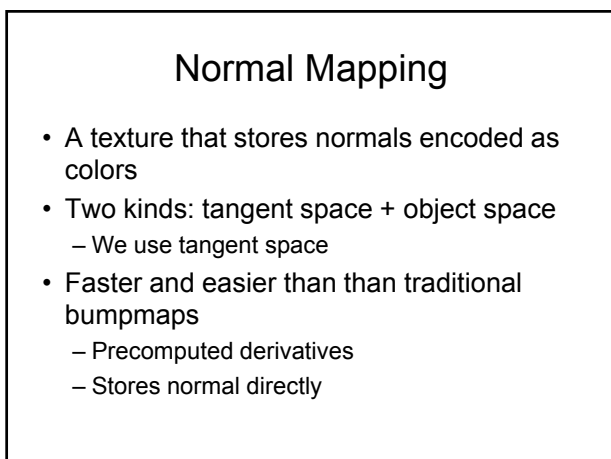 Normal Mapping
• A texture that stores normals encoded as
colors
• Two kinds: tangent space + object space
– We use tangent space
• Faster and easier than than traditional
bumpmaps
– Precomputed derivatives
– Stores normal directly